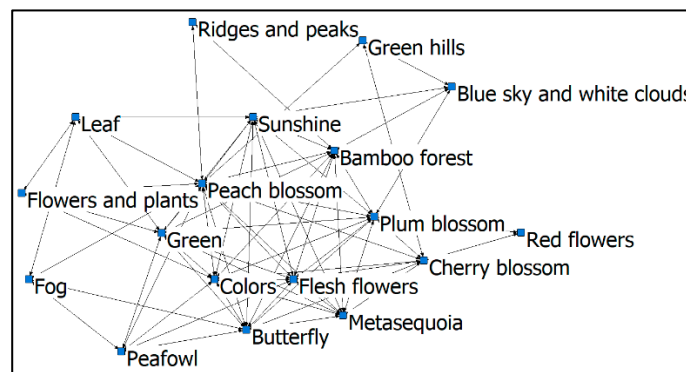 Ridges and peaks
Green hills
Blue sky and white clouds
Leaf
Sunshine
Bamboo forest
Peach blossom
Flowers and plants
Plum blossom
Green
Red flowers
Cherry blossom
Fog
Colors
Flesh flowers
Metasequoia
Butterfly
Peafowl